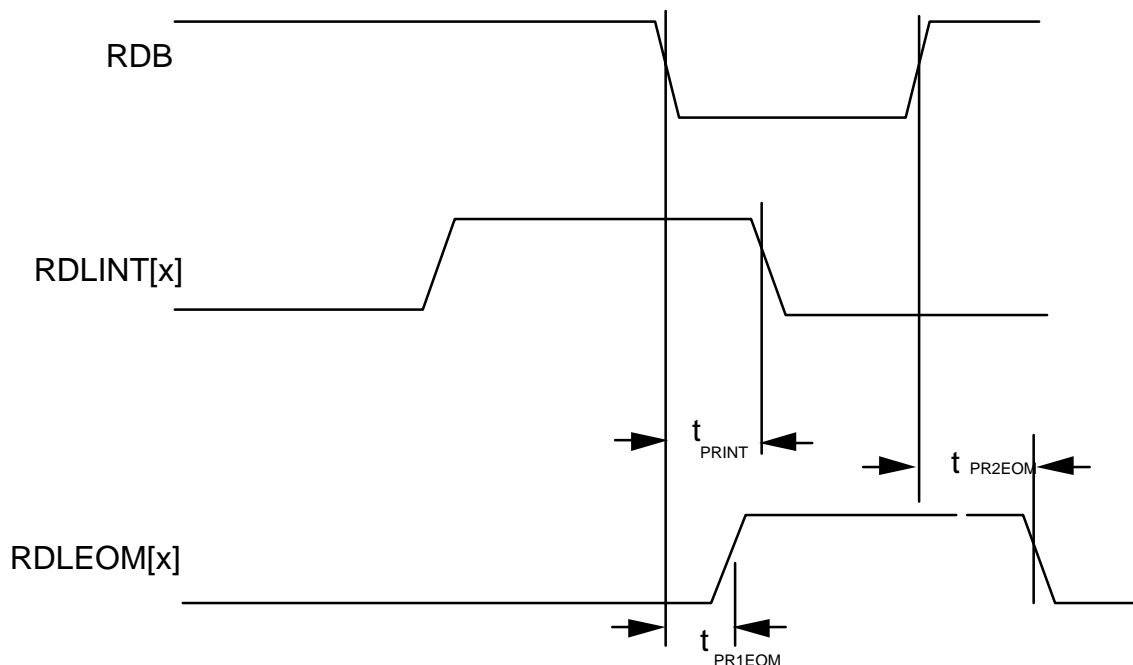 RDB
RDLINT[x]
t PRINT
t PR2EOM
RDLEOM[x]
t PR1EOM